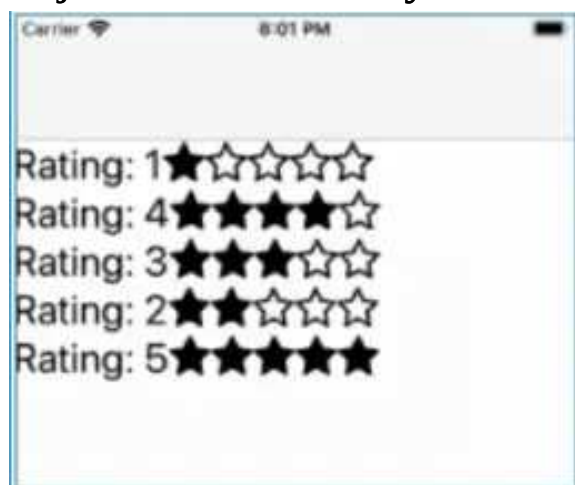 Carrier 8:01 PM
Rating: 1★☆☆☆☆
Rating: 4★★★★☆
Rating: 3★★★☆☆
Rating: 2★★☆☆☆
Rating: 5★★★★★